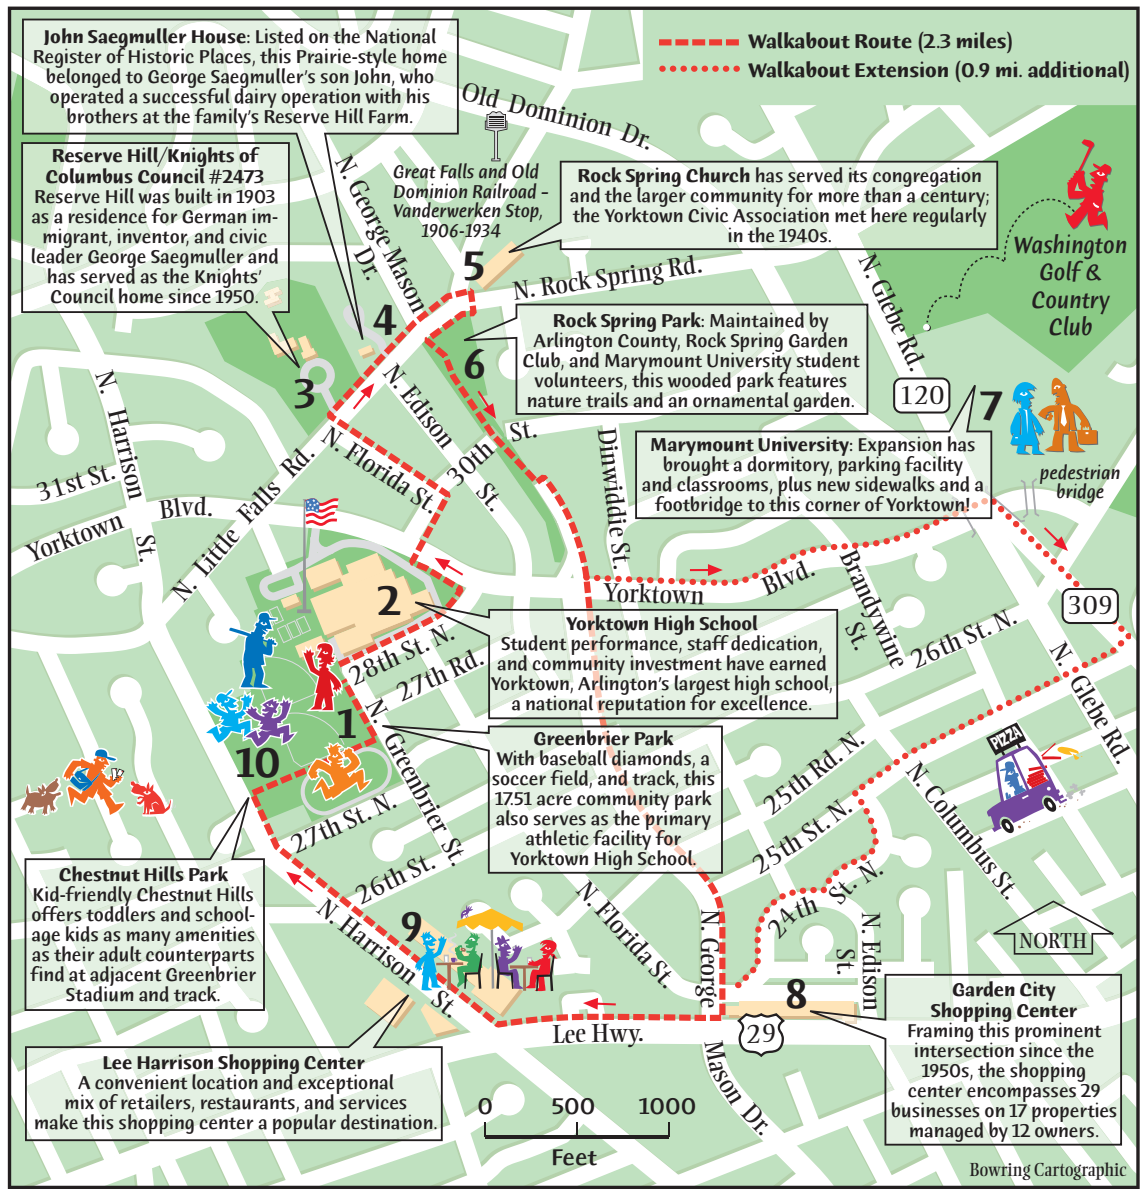 John Saegmuller House: Listed on the National
Register of Historic Places, this Prairie-style home
belonged to George Saegmuller's son John, who
operated a successful dairy operation with his
brothers at the family's Reserve Hill Farm.
Walkabout Route (2.3 miles)
Walkabout Extension (0.9 mi. additional)
Old Dominion Dr.
Reserve Hill/Knights of
Columbus Council #2473
Reserve Hill was built in 1903
as a residence for German im-
migrant, inventor, and civic
leader George Saegmuller and
has served as the Knights'
Council home since 1950.
N. George Mason
Dr.
Great Falls and Old
Dominion Railroad –
Vanderwerken Stop,
1906-1934
Rock Spring Church has served its congregation
and the larger community for more than a century;
the Yorktown Civic Association met here regularly
in the 1940s.
Washington
Golf &
Country
Club
5
N. Rock Spring Rd.
N. Glebe Rd.
4
Rock Spring Park: Maintained by
Arlington County, Rock Spring Garden
Club, and Marymount University student
volunteers, this wooded park features
nature trails and an ornamental garden.
6
3
120
7
N. Harrison
St.
N. Edison
St.
30th
St.
N. Florida St.
Dinwiddie St.
Marymount University: Expansion has
brought a dormitory, parking facility
and classrooms, plus new sidewalks and a
footbridge to this corner of Yorktown!
pedestrian
bridge
31st St.
Yorktown
Blvd.
N. Little Falls Rd.
2
Yorktown
Blvd.
Brandywine
St.
309
Yorktown High School
Student performance, staff dedication,
and community investment have earned
Yorktown, Arlington's largest high school,
a national reputation for excellence.
28th St. N.
27th Rd.
26th St. N.
N. Glebe Rd.
1
10
N. Greenbrier St.
Greenbrier Park
With baseball diamonds, a
soccer field, and track, this
17.51 acre community park
also serves as the primary
athletic facility for
Yorktown High School.
PIZZA
25th Rd. N.
N. Columbus St.
27th St. N.
25th St. N.
26th St.
24th St. N.
Chestnut Hills Park
Kid-friendly Chestnut Hills
offers toddlers and school-
age kids as many amenities
as their adult counterparts
find at adjacent Greenbrier
Stadium and track.
N. Harrison
St.
9
N. Florida St.
N. George
Mason Dr.
N. Edison
St.
NORTH
8
Lee Hwy.
29
Garden City
Shopping Center
Framing this prominent
intersection since the
1950s, the shopping
center encompasses 29
businesses on 17 properties
managed by 12 owners.
Lee Harrison Shopping Center
A convenient location and exceptional
mix of retailers, restaurants, and services
make this shopping center a popular destination.
0 500 1000
Feet
Bowring Cartographic